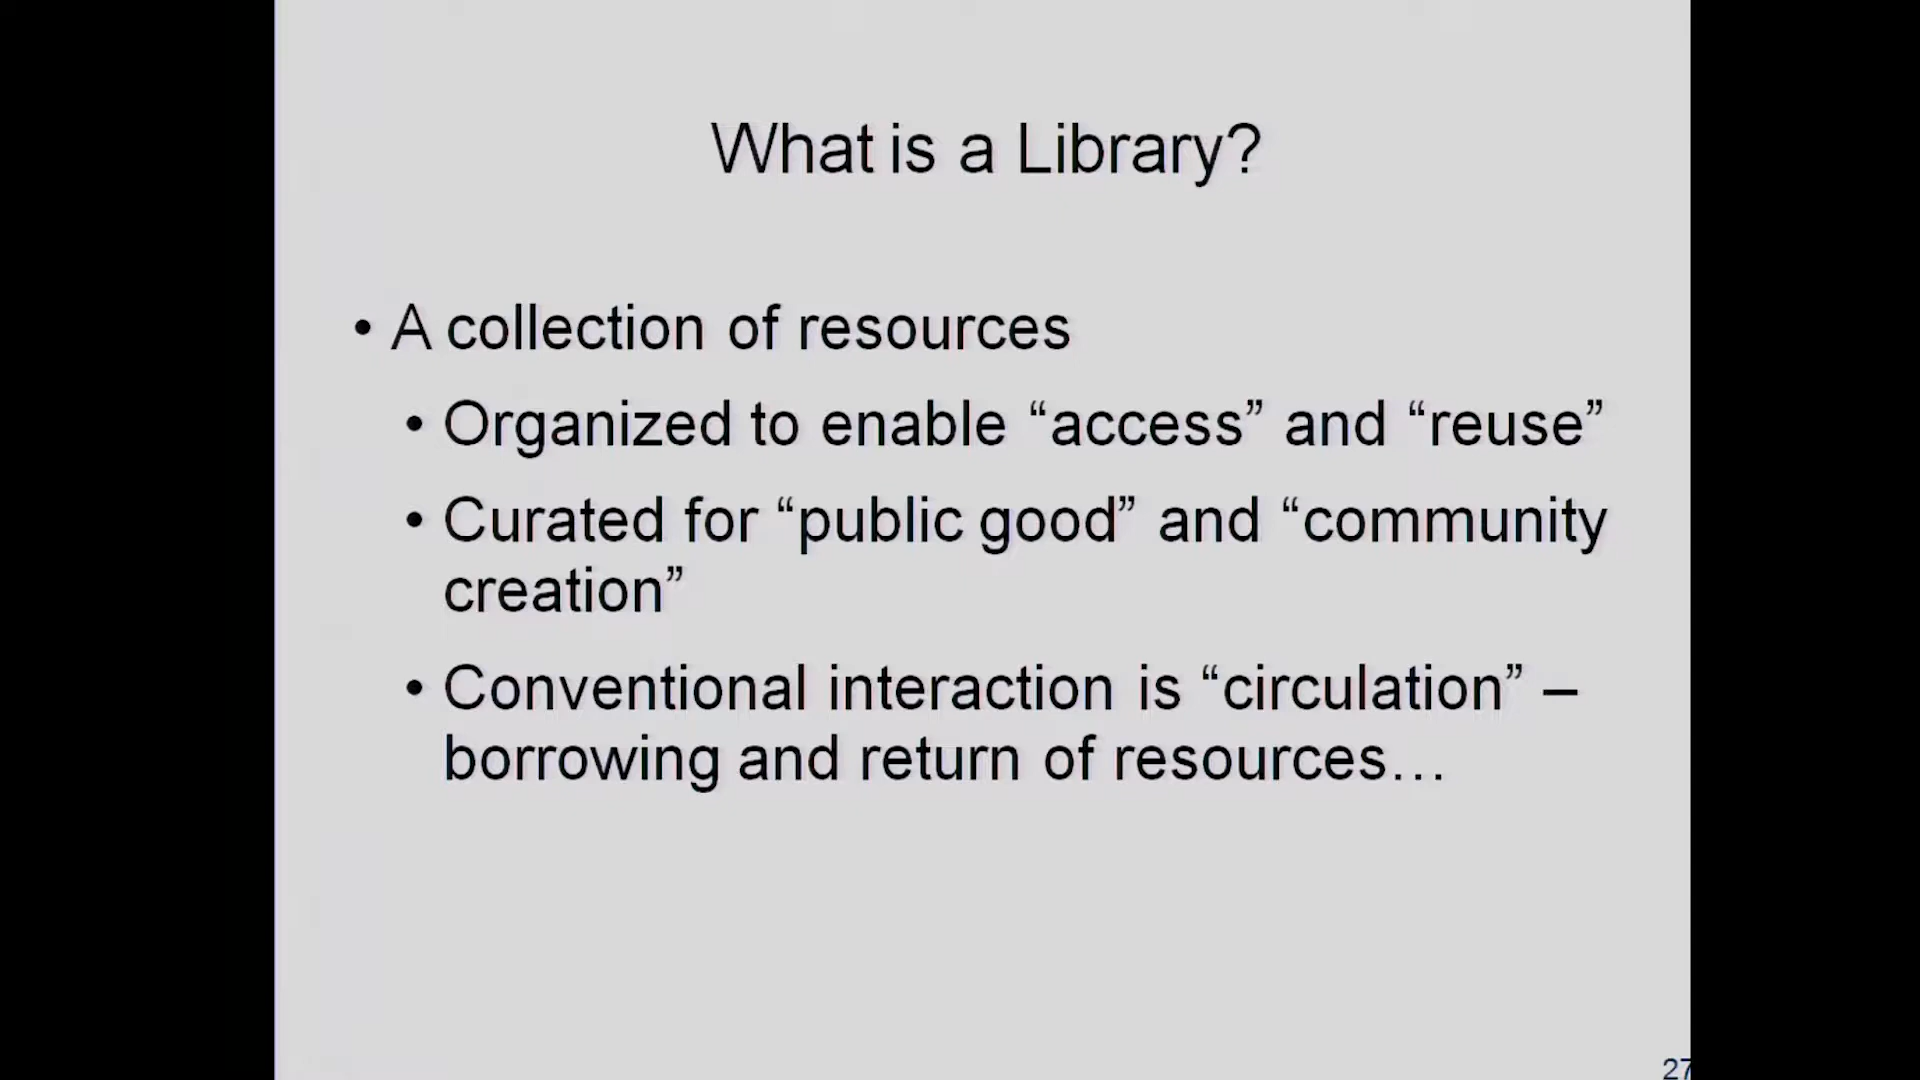 What is a Library?
• A collection of resources
• Organized to enable “access” and “reuse”
• Curated for “public good” and “community
creation”
• Conventional interaction is “circulation” –
borrowing and return of resources…
27